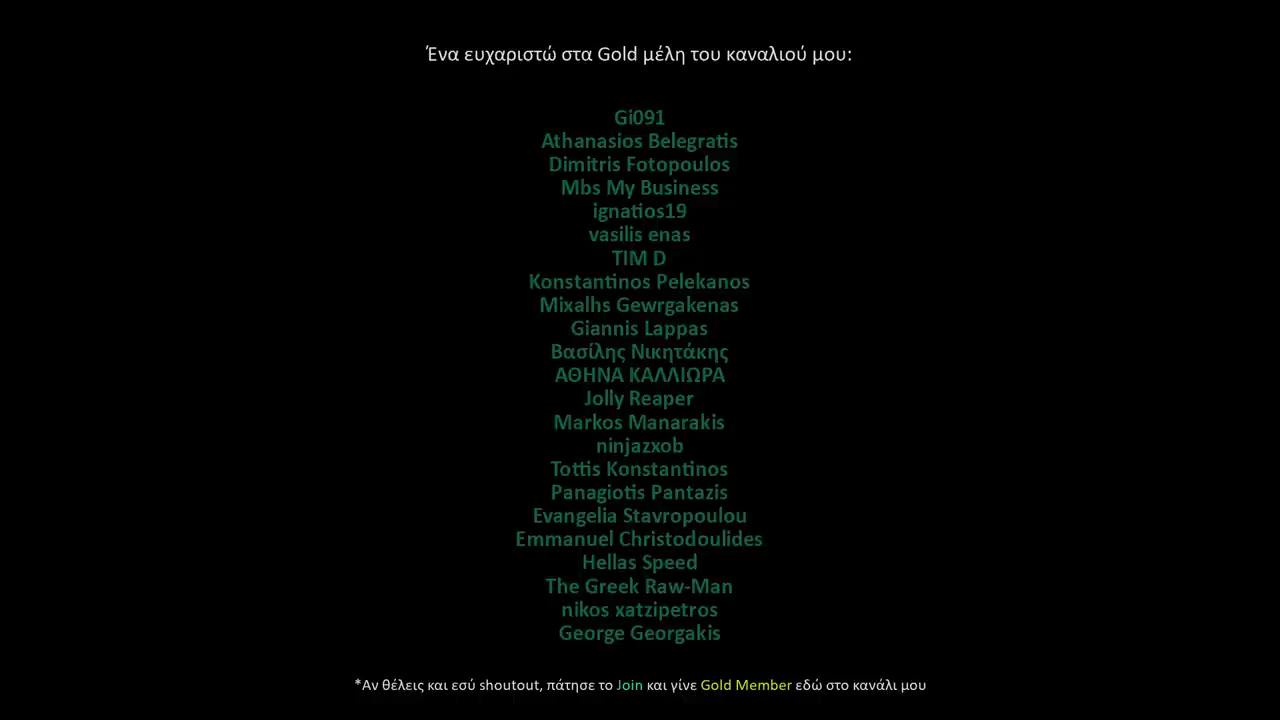 Ένα ευχαριστώ στα Gold μέλη του καναλιού μου:
Gi091
Athanasios Belegratis
Dimitris Fotopoulos
Mbs My Business
ignatios19
vasilis enas
TIM D
Konstantinos Pelekanos
Mixalhs Gewrgakenas
Giannis Lappas
Βασίλης Νικητάκης
ΑΘΗΝΑ ΚΑΛΛΙΩΡΑ
Jolly Reaper
Markos Manarakis
ninjazxob
Tottis Konstantinos
Panagiotis Pantazis
Evangelia Stavropoulou
Emmanuel Christodoulides
Hellas Speed
The Greek Raw-Man
nikos xatzipetros
George Georgakis
*Αν θέλεις και εσύ shoutout, πάτησε το Join και γίνε Gold Member εδώ στο κανάλι μου